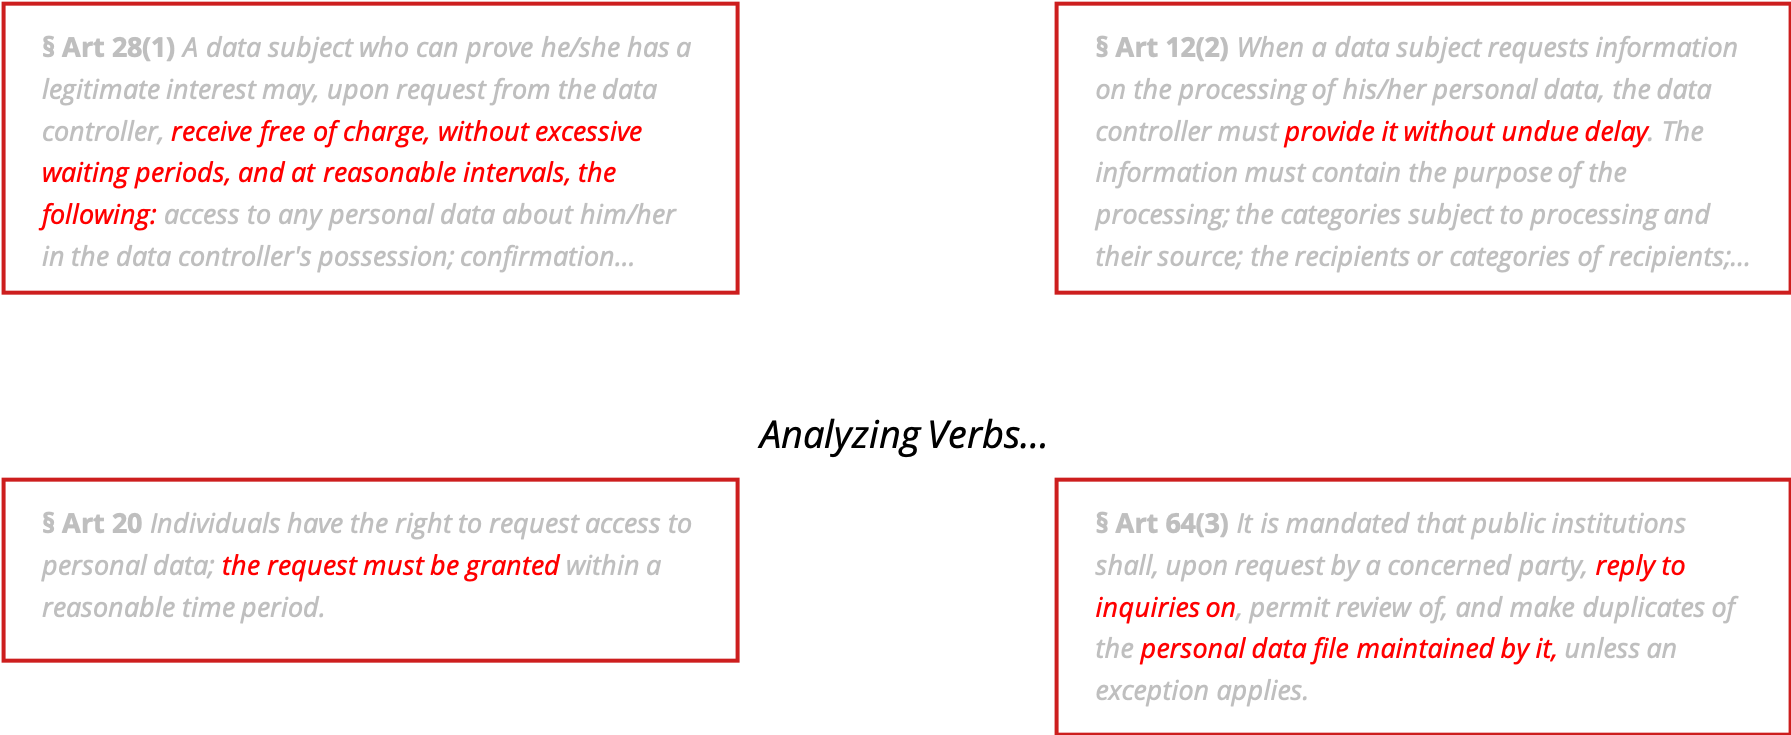 § Art 28(1) A data subject who can prove he/she has a
legitimate interest may, upon request from the data
controller, receive free of charge, without excessive
waiting periods, and at reasonable intervals, the
following: access to any personal data about him/her
in the data controller's possession; confirmation...
§ Art 12(2) When a data subject requests information
on the processing of his/her personal data, the data
controller must provide it without undue delay. The
information must contain the purpose of the
processing; the categories subject to processing and
their source; the recipients or categories of recipients;...
Analyzing Verbs...
§ Art 20 Individuals have the right to request access to
personal data; the request must be granted within a
reasonable time period.
§ Art 64(3) It is mandated that public institutions
shall, upon request by a concerned party, reply to
inquiries on, permit review of, and make duplicates of
the personal data file maintained by it, unless an
exception applies.